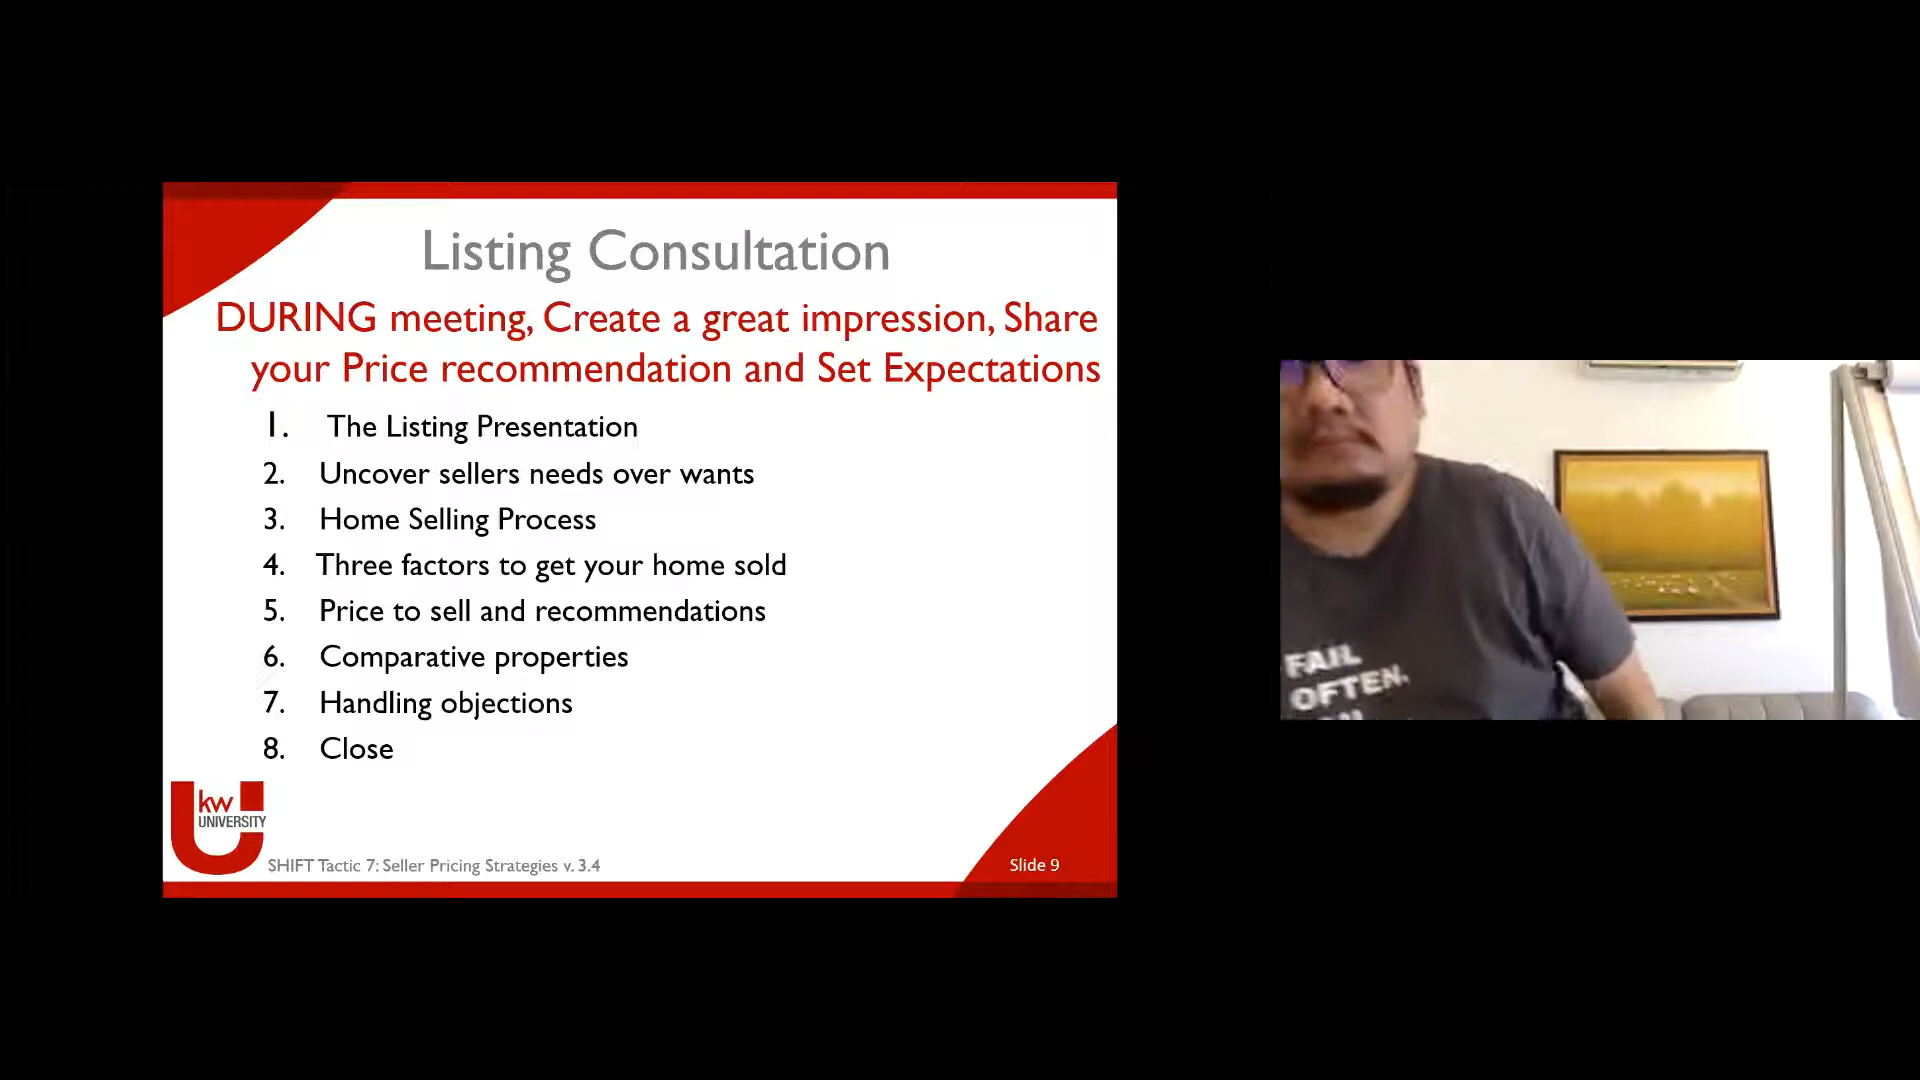 Listing Consultation
DURING meeting, Create a great impression, Share
your Price recommendation and Set Expectations
1. The Listing Presentation
2. Uncover sellers needs over wants
3. Home Selling Process
4. Three factors to get your home sold
5. Price to sell and recommendations
6. Comparative properties
7. Handling objections
8. Close
kw
UNIVERSITY
SHIFT Tactic 7: Seller Pricing Strategies v. 3.4
Slide 9
FAIL
OFTEN.